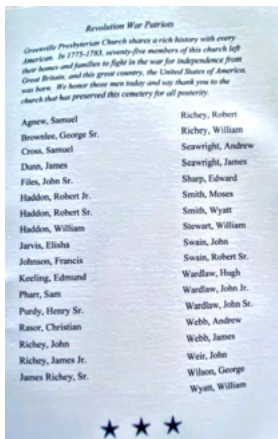 Revolution War Patriots
Greenville Presbyterian Church shares a rich history with every
American. In 1775-1783, seventy-five members of this church left
their homes and families to fight in the war for independence from
Great Britain; and this great country, the United States of America,
was born. We honor those men today and say thank you to the
church that has preserved this cemetery for all posterity.
Agnew, Samuel
Brownlee, George Sr.
Cross, Samuel
Dunn, James
Files, John Sr.
Haddon, Robert Jr.
Haddon, Robert Sr.
Haddon, William
Jarvis, Elisha
Johnson, Francis
Keeling, Edmund
Pharr, Sam
Purdy, Henry Sr.
Rasor, Christian
Richey, John
Richey, James Jr.
James Richey, Sr.
Richey, Robert
Richey, William
Seawright, Andrew
Seawright, James
Sharp, Edward
Smith, Moses
Smith, Wyatt
Stewart, William
Swain, John
Swain, Robert Sr.
Wardlaw, Hugh
Wardlaw, John Jr.
Wardlaw, John Sr.
Webb, Andrew
Webb, James
Weir, John
Wilson, George
Wyatt, William